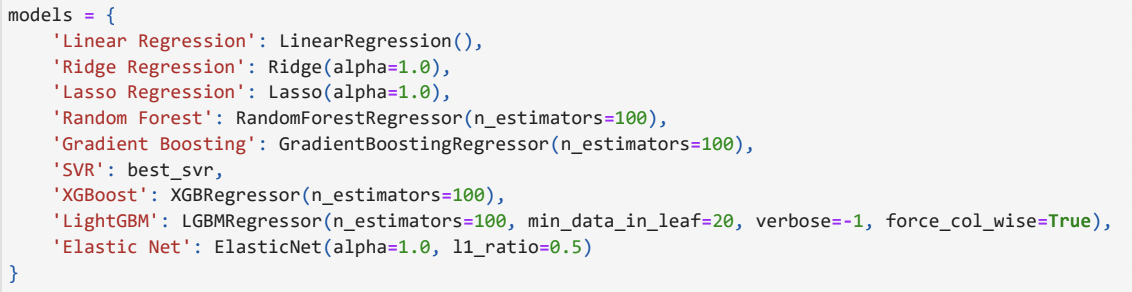 models = {
    'Linear Regression': LinearRegression(),
    'Ridge Regression': Ridge(alpha=1.0),
    'Lasso Regression': Lasso(alpha=1.0),
    'Random Forest': RandomForestRegressor(n_estimators=100),
    'Gradient Boosting': GradientBoostingRegressor(n_estimators=100),
    'SVR': best_svr,
    'XGBoost': XGBRegressor(n_estimators=100),
    'LightGBM': LGBMRegressor(n_estimators=100, min_data_in_leaf=20, verbose=-1, force_col_wise=True),
    'Elastic Net': ElasticNet(alpha=1.0, l1_ratio=0.5)
}